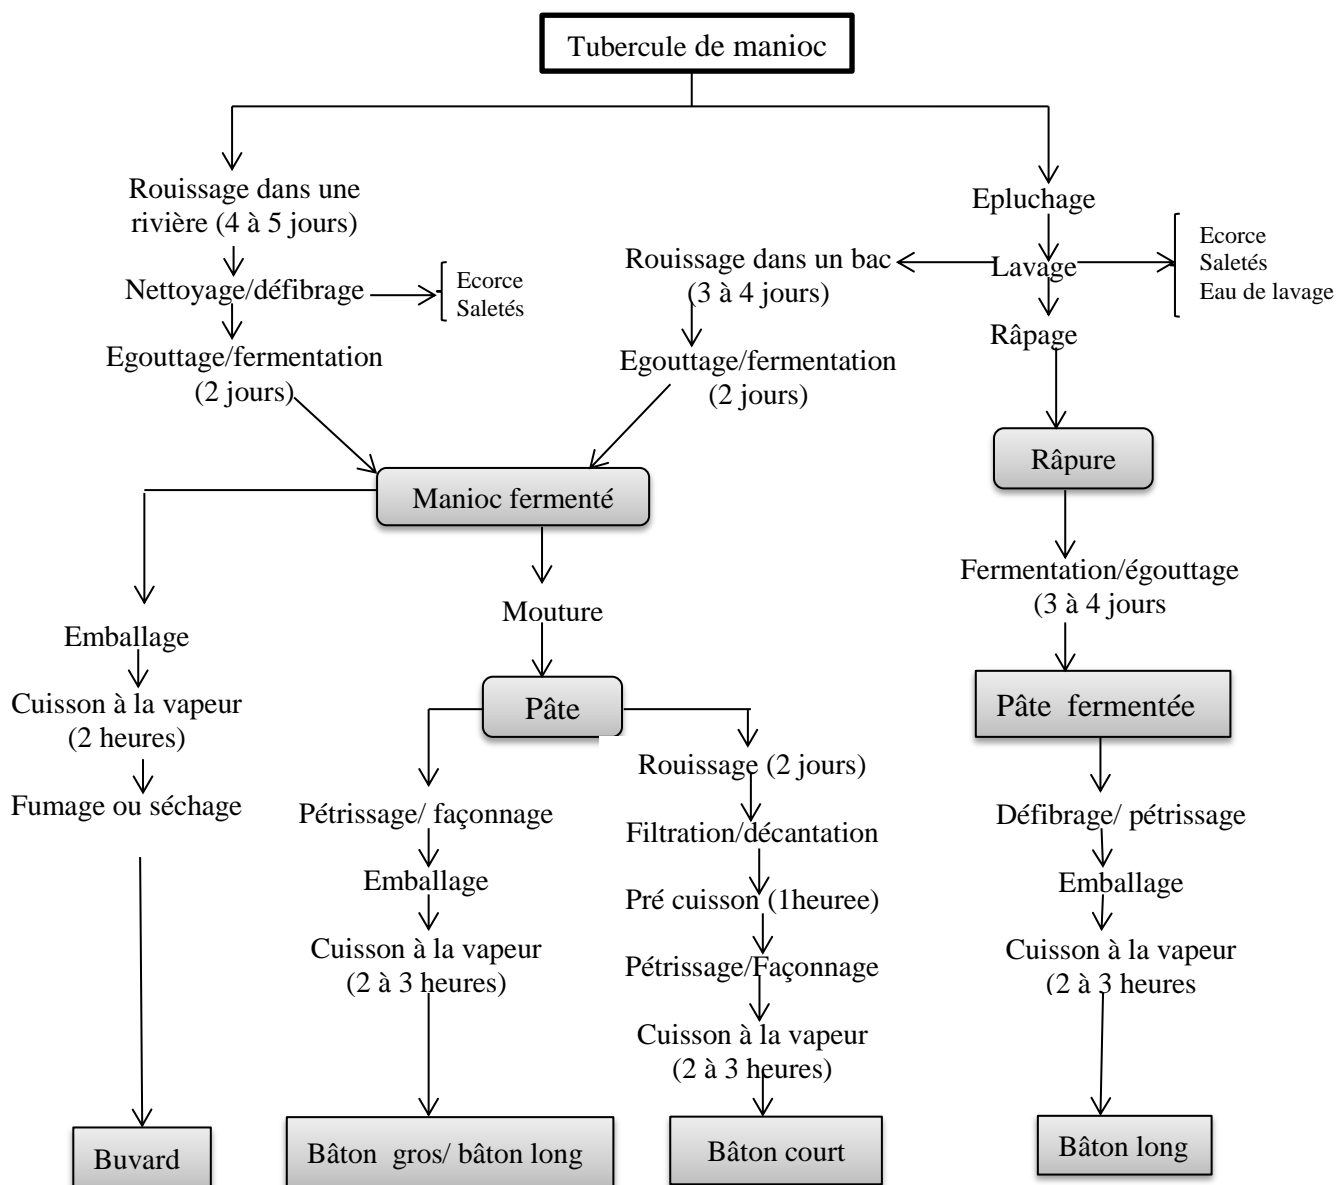 Tubercule de manioc
Rouissage dans une
rivière (4 à 5 jours)
Nettoyage/défibrage
Ecorce
Saletés
Egouttage/fermentation
(2 jours)
Epluchage
Lavage
Ecorce
Saletés
Eau de lavage
Rouissage dans un bac
(3 à 4 jours)
Egouttage/fermentation
(2 jours)
Râpage
Râpure
Manioc fermenté
Fermentation/égouttage
(3 à 4 jours
Pâte fermentée
Emballage
Cuisson à la vapeur
(2 heures)
Fumage ou séchage
Buvard
Mouture
Pâte
Pétrissage/ façonnage
Emballage
Cuisson à la vapeur
(2 à 3 heures)
Bâton gros/ bâton long
Rouissage (2 jours)
Filtration/décantation
Pré cuisson (1heuree)
Pétrissage/Façonnage
Cuisson à la vapeur
(2 à 3 heures)
Bâton court
Défibrage/ pétrissage
Emballage
Cuisson à la vapeur
(2 à 3 heures
Bâton long